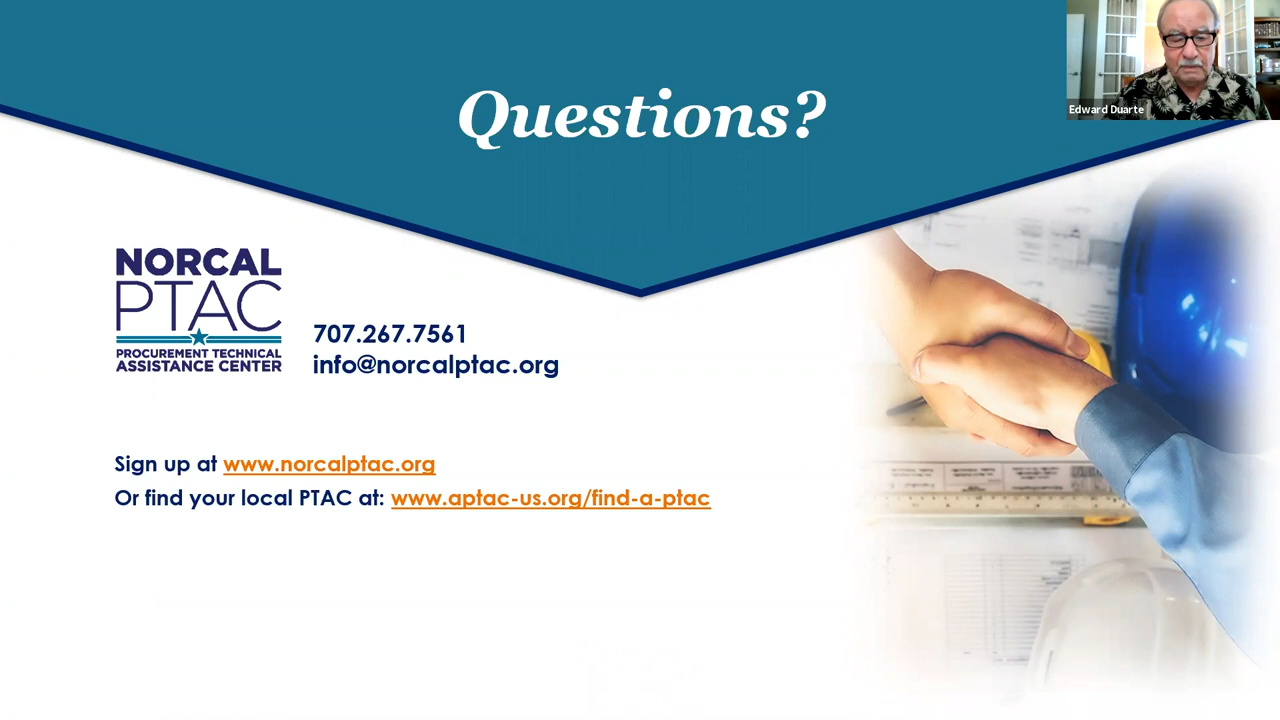 Questions?
Edward Duarte
NORCAL
PTAC
PROCUREMENT TECHNICAL
ASSISTANCE CENTER
707.267.7561
info@norcalptac.org
Sign up at www.norcalptac.org
Or find your local PTAC at: www.aptac-us.org/find-a-ptac